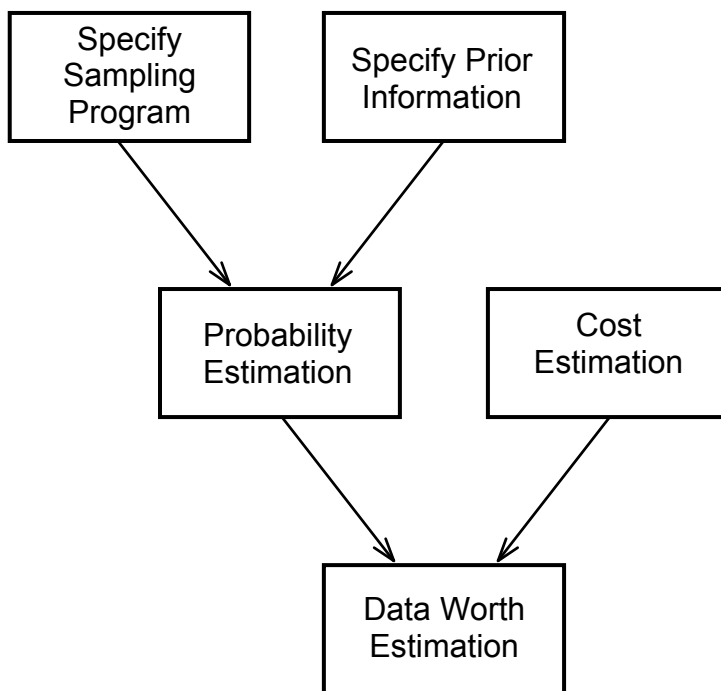 Specify
Sampling
Program
Specify Prior
Information
Probability
Estimation
Cost
Estimation
Data Worth
Estimation